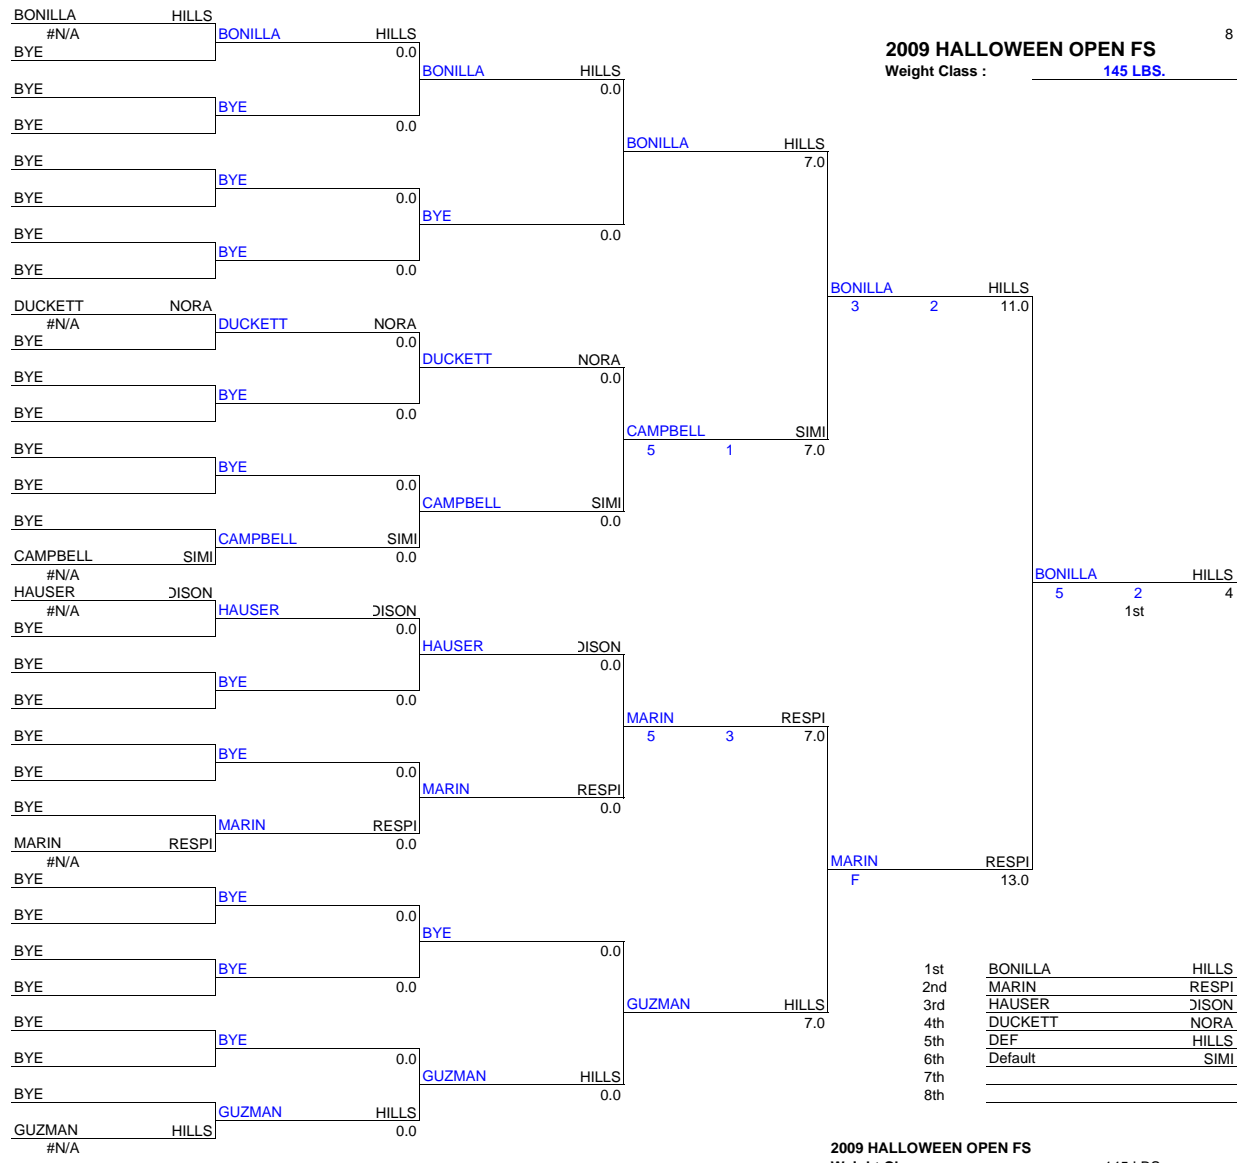 BONILLA HILLS
#N/A BONILLA HILLS 8
BYE 0.0 2009 HALLOWEEN OPEN FS
BONILLA HILLS Weight Class : 145 LBS.
BYE 0.0
BYE
BYE 0.0
BONILLA HILLS
BYE 7.0
BYE
BYE 0.0
BYE
BYE 0.0
BYE
BYE 0.0
BONILLA HILLS
DUCKETT NORA 3 2 11.0
#N/A DUCKETT NORA
BYE 0.0
DUCKETT NORA
BYE 0.0
BYE
BYE 0.0
CAMPBELL SIMI
BYE 5 1 7.0
BYE
BYE 0.0
CAMPBELL SIMI
BYE 0.0
CAMPBELL SIMI
CAMPBELL SIMI 0.0
#N/A BONILLA HILLS
HAUSER DISON 5 2 4
#N/A HAUSER DISON 1st
BYE 0.0
HAUSER DISON
BYE 0.0
BYE
BYE 0.0
MARIN RESPI
BYE 5 3 7.0
BYE
BYE 0.0
MARIN RESPI
BYE 0.0
MARIN RESPI
MARIN RESPI 0.0
#N/A MARIN RESPI
BYE F 13.0
BYE
BYE 0.0
BYE
BYE 0.0
BYE 1st BONILLA HILLS
BYE 0.0 2nd MARIN RESPI
GUZMAN HILLS 3rd HAUSER DISON
BYE 7.0 4th DUCKETT NORA
BYE 5th DEF HILLS
BYE 0.0 6th Default SIMI
GUZMAN HILLS 7th
BYE 0.0 8th
GUZMAN HILLS
GUZMAN HILLS 0.0
#N/A 2009 HALLOWEEN OPEN FS